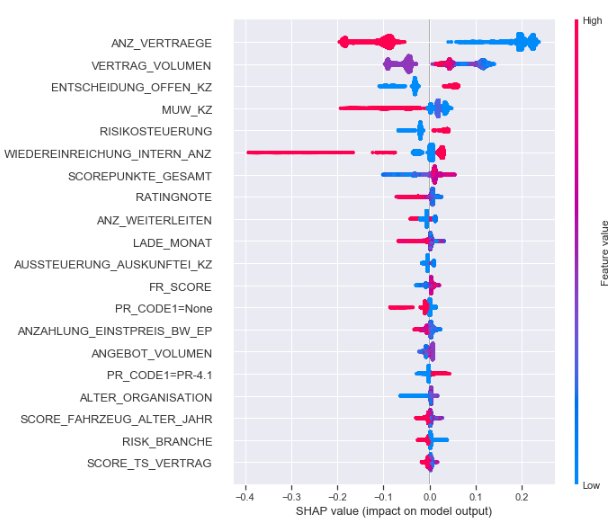 High
ANZ_VERTRAEGE
VERTRAG_VOLUMEN
ENTSCHEIDUNG_OFFEN_KZ
MUW_KZ
RISIKOSTEUERUNG
WIEDEREINREICHUNG_INTERN_ANZ
SCOREPUNKTE_GESAMT
RATINGNOTE
ANZ_WEITERLEITEN
LADE_MONAT
AUSSTEUERUNG_AUSKUNFTEI_KZ
FR_SCORE
PR_CODE1=None
ANZAHLUNG_EINSTPREIS_BW_EP
ANGEBOT_VOLUMEN
PR_CODE1=PR-4.1
ALTER_ORGANISATION
SCORE_FAHRZEUG_ALTER_JAHR
RISK_BRANCHE
SCORE_TS_VERTRAG
Feature value
Low
−0.4 −0.3 −0.2 −0.1 0.0 0.1 0.2
SHAP value (impact on model output)